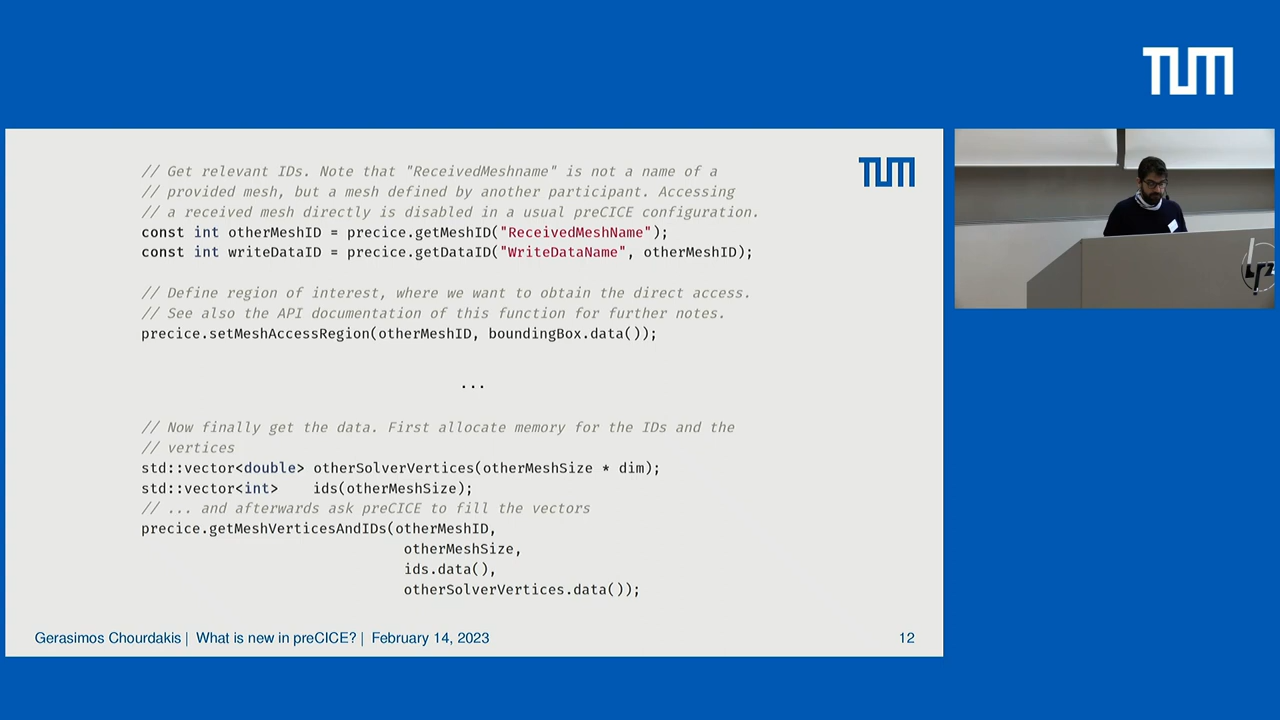 TUM
TUM
// Get relevant IDs. Note that "ReceivedMeshname" is not a name of a
// provided mesh, but a mesh defined by another participant. Accessing
// a received mesh directly is disabled in a usual preCICE configuration.
const int otherMeshID = precice.getMeshID("ReceivedMeshName");
const int writeDataID = precice.getDataID("WriteDataName", otherMeshID);
// Define region of interest, where we want to obtain the direct access.
// See also the API documentation of this function for further notes.
precice.setMeshAccessRegion(otherMeshID, boundingBox.data());
...
// Now finally get the data. First allocate memory for the IDs and the
// vertices
std::vector<double> otherSolverVertices(otherMeshSize * dim);
std::vector<int>    ids(otherMeshSize);
// ... and afterwards ask preCICE to fill the vectors
precice.getMeshVerticesAndIDs(otherMeshID,
otherMeshSize,
ids.data(),
otherSolverVertices.data());
Gerasimos Chourdakis | What is new in preCICE? | February 14, 2023
12
lrz